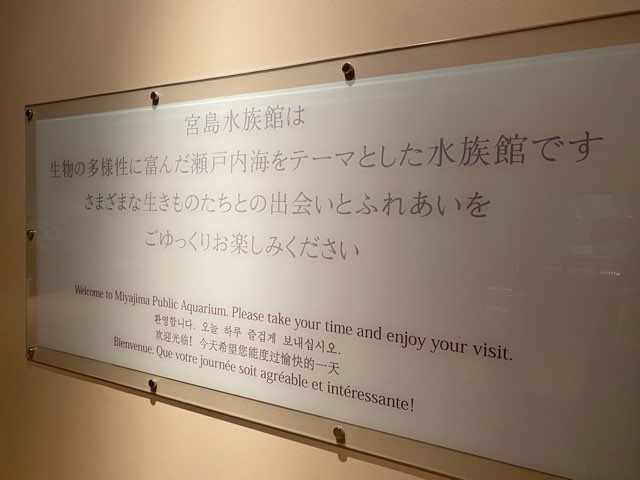 宮島水族館は
生物の多様性に富んだ瀬戸内海をテーマとした水族館です
さまざまな生きものたちとの出会いとふれあいを
ごゆっくりお楽しみください
Welcome to Miyajima Public Aquarium. Please take your time and enjoy your visit.
환영합니다. 오늘 하루 즐겁게 보내십시오.
欢迎光临! 今天希望您能度过愉快的一天
Bienvenue. Que votre journée soit agréable et intéressante!